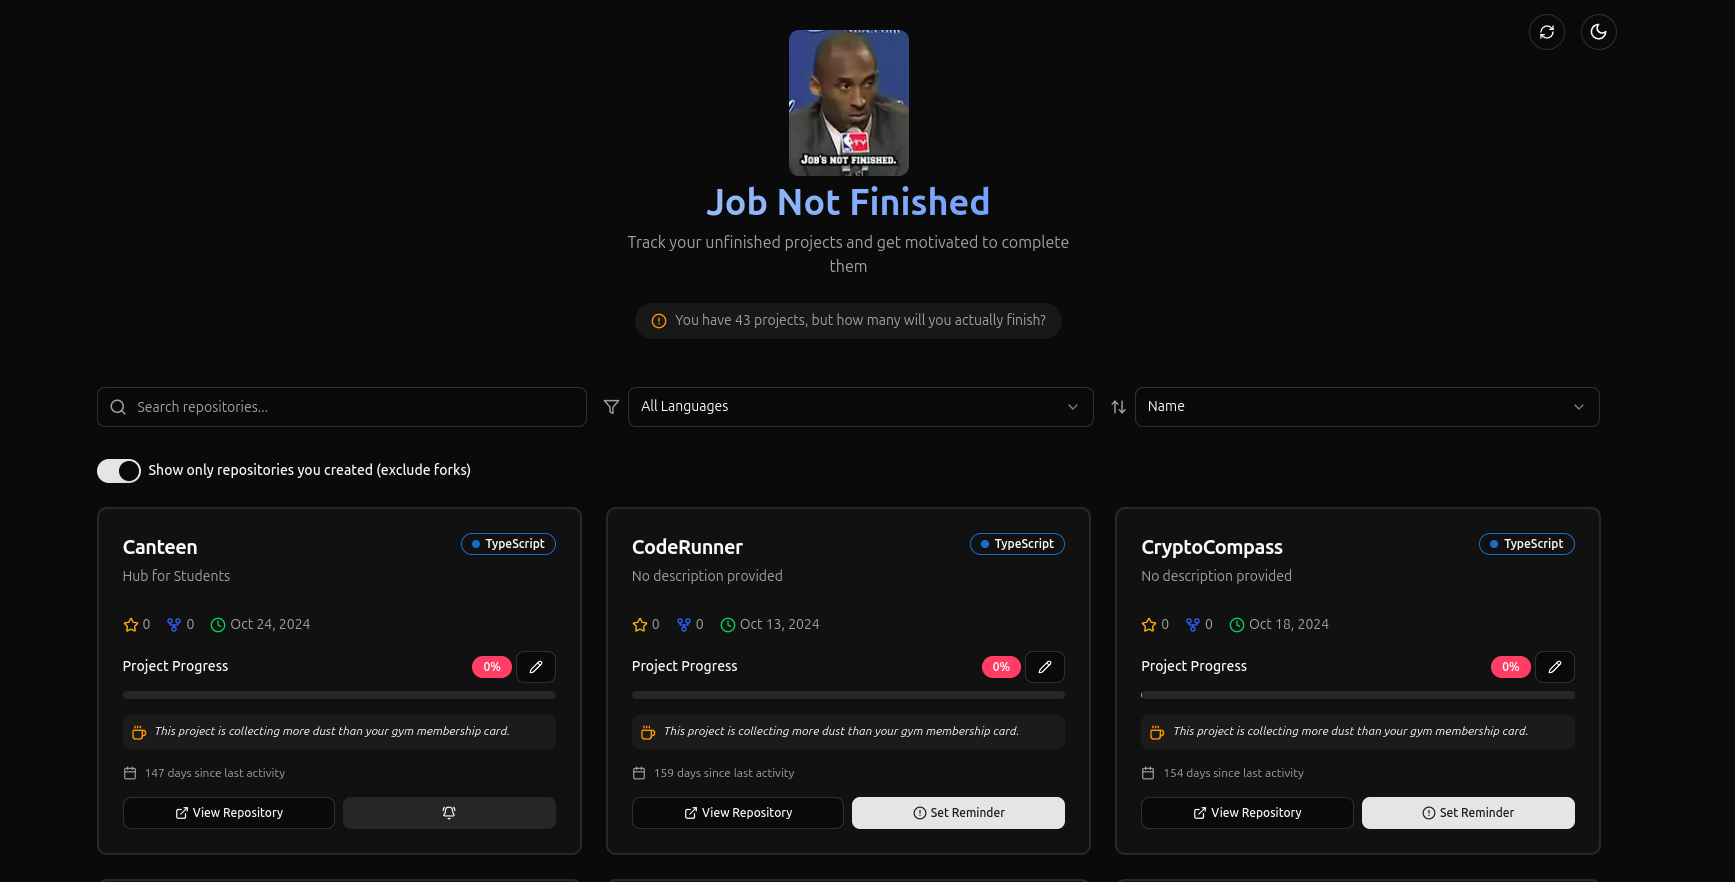 NBA.com
JOB'S NOT FINISHED.
Job Not Finished
Track your unfinished projects and get motivated to complete
them
You have 43 projects, but how many will you actually finish?
Search repositories...
All Languages
Name
Show only repositories you created (exclude forks)
Canteen
TypeScript
Hub for Students
0 0 Oct 24, 2024
Project Progress
0%
This project is collecting more dust than your gym membership card.
147 days since last activity
View Repository
CodeRunner
TypeScript
No description provided
0 0 Oct 13, 2024
Project Progress
0%
This project is collecting more dust than your gym membership card.
159 days since last activity
View Repository
Set Reminder
CryptoCompass
TypeScript
No description provided
0 0 Oct 18, 2024
Project Progress
0%
This project is collecting more dust than your gym membership card.
154 days since last activity
View Repository
Set Reminder